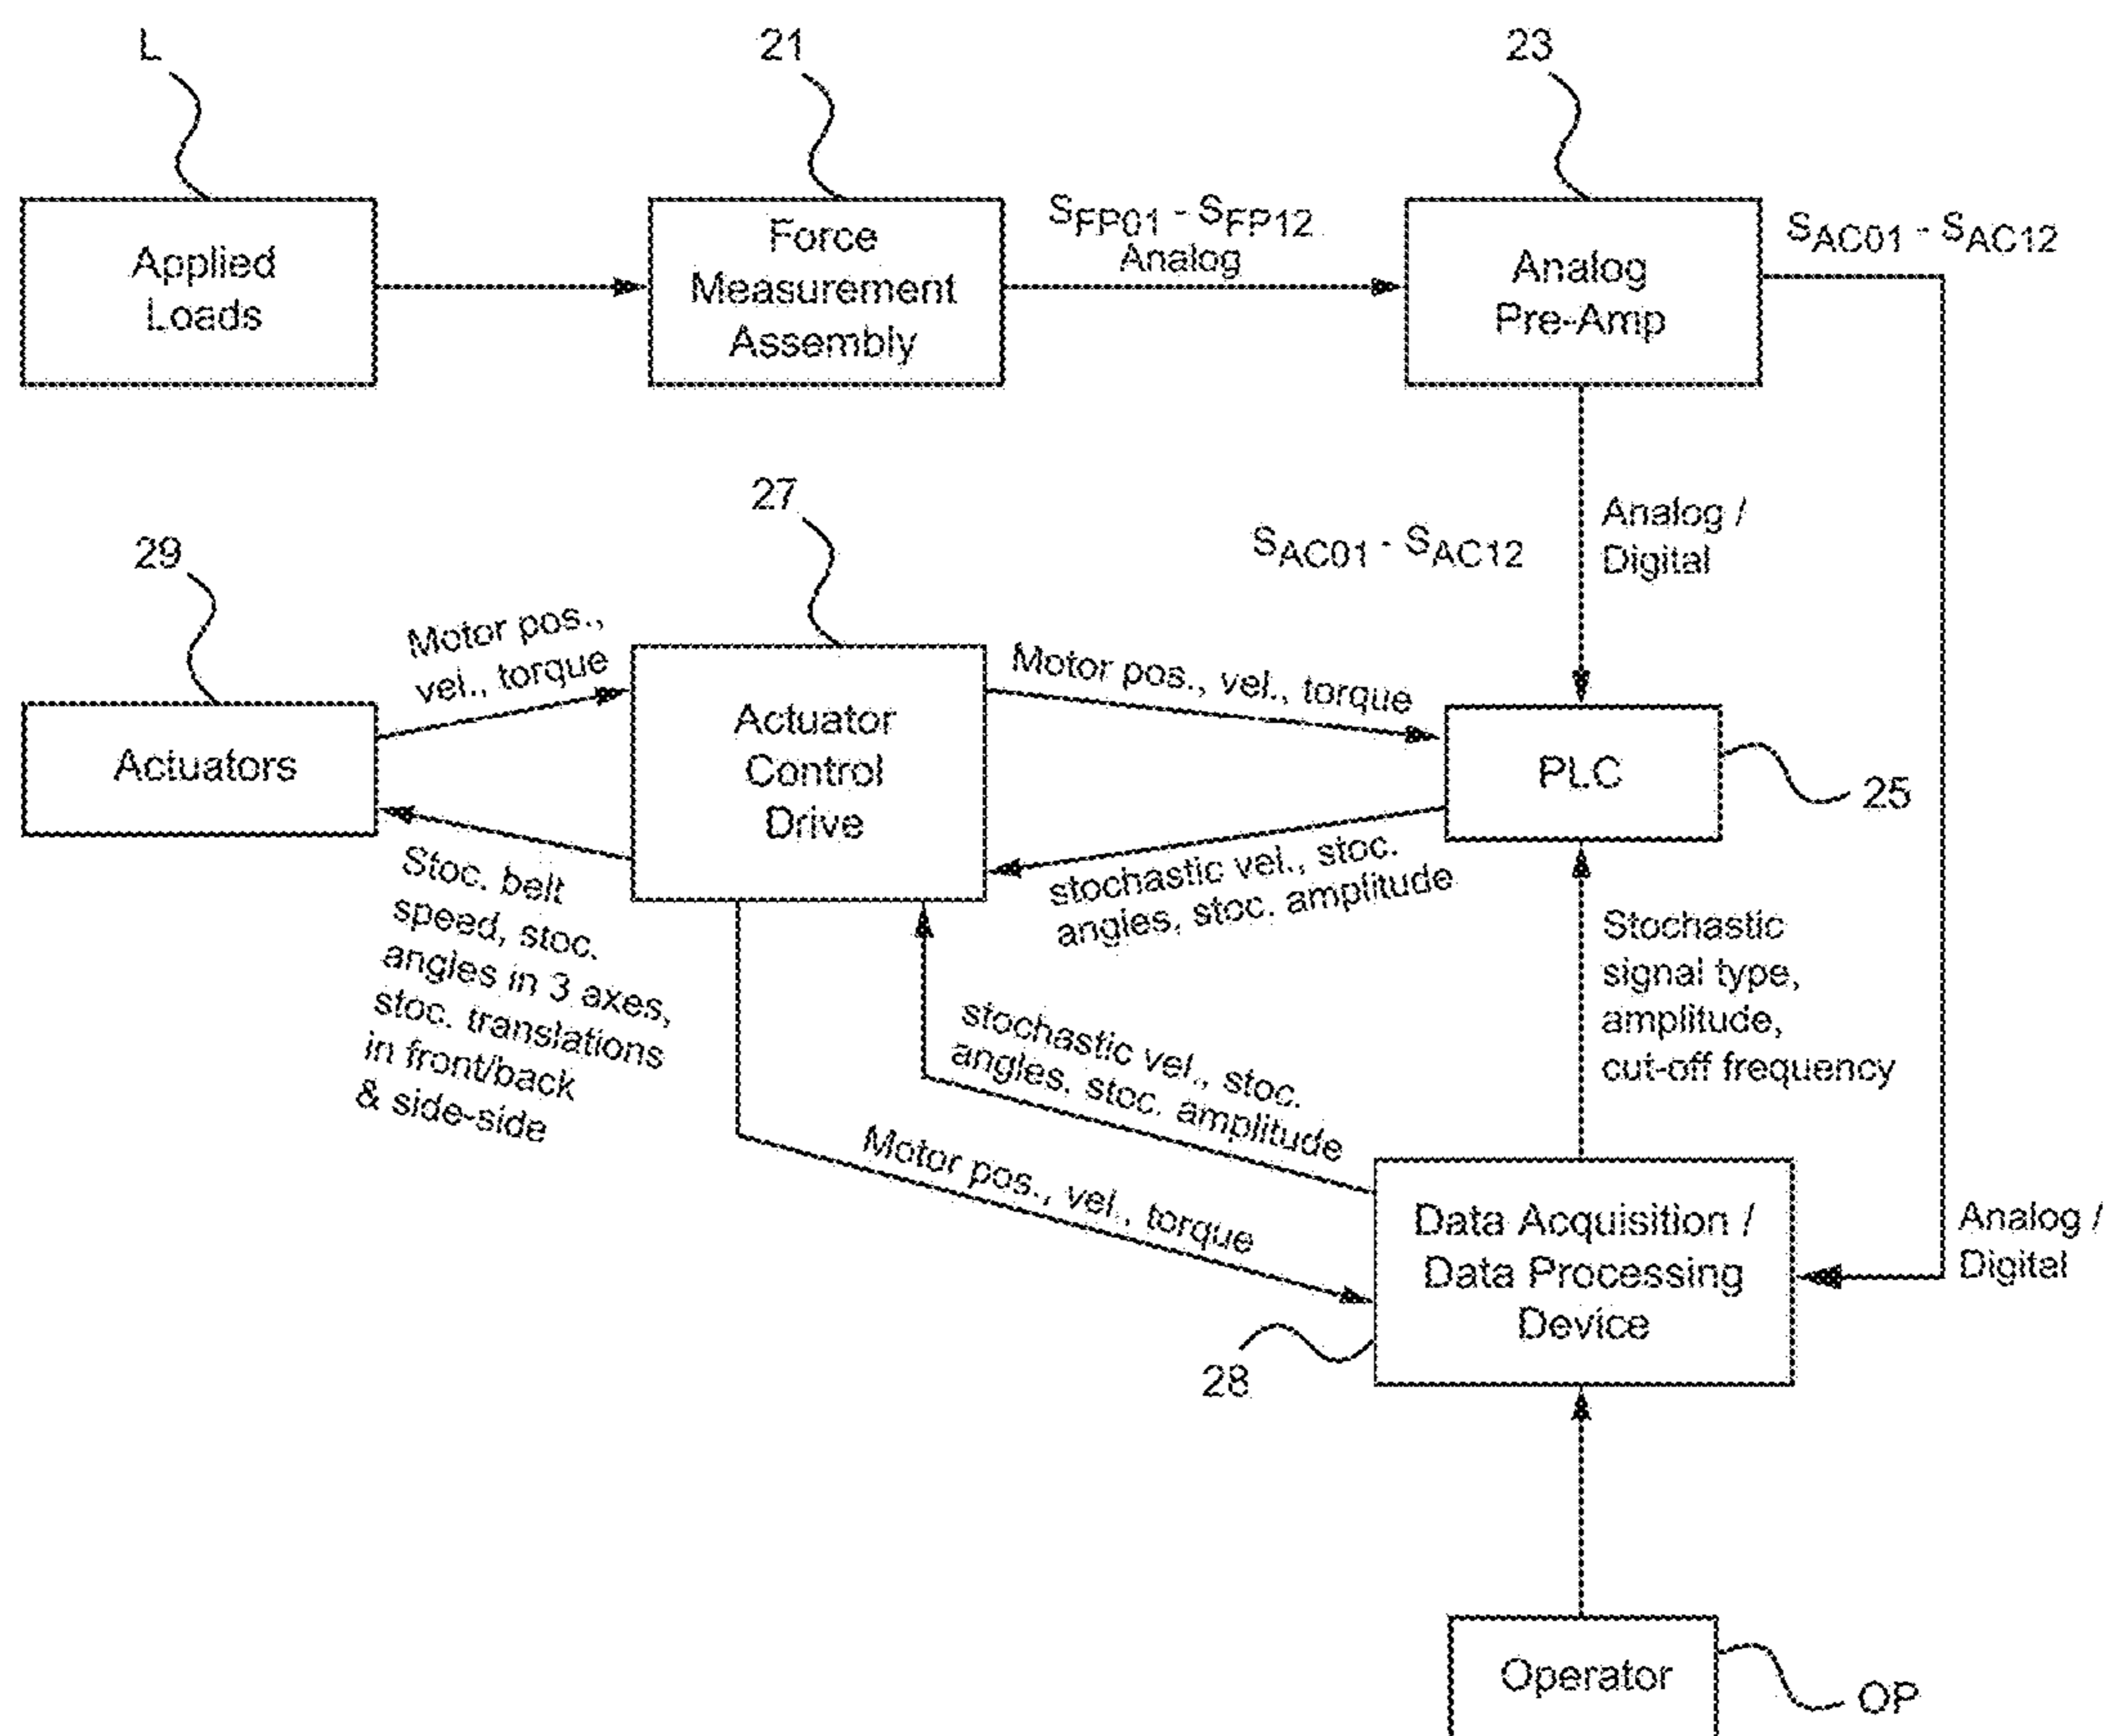 L
21
23
Applied
Loads
Force
Measurement
Assembly
SFP01 - SFP12
Analog
Analog
Pre-Amp
SAC01 - SAC12
27
29
SAC01 - SAC12
Analog /
Digital
Motor pos.,
vel., torque
Actuators
Actuator
Control
Drive
Motor pos., vel., torque
PLC
25
stochastic vel., stoc.
angles, stoc. amplitude
Stoc. belt
speed, stoc.
angles in 3 axes,
stoc. translations
in front/back
& side-side
stochastic vel., stoc.
angles, stoc. amplitude
Stochastic
signal type,
amplitude,
cut-off frequency
Motor pos., vel., torque
Data Acquisition /
Data Processing
Device
Analog /
Digital
28
Operator
OP